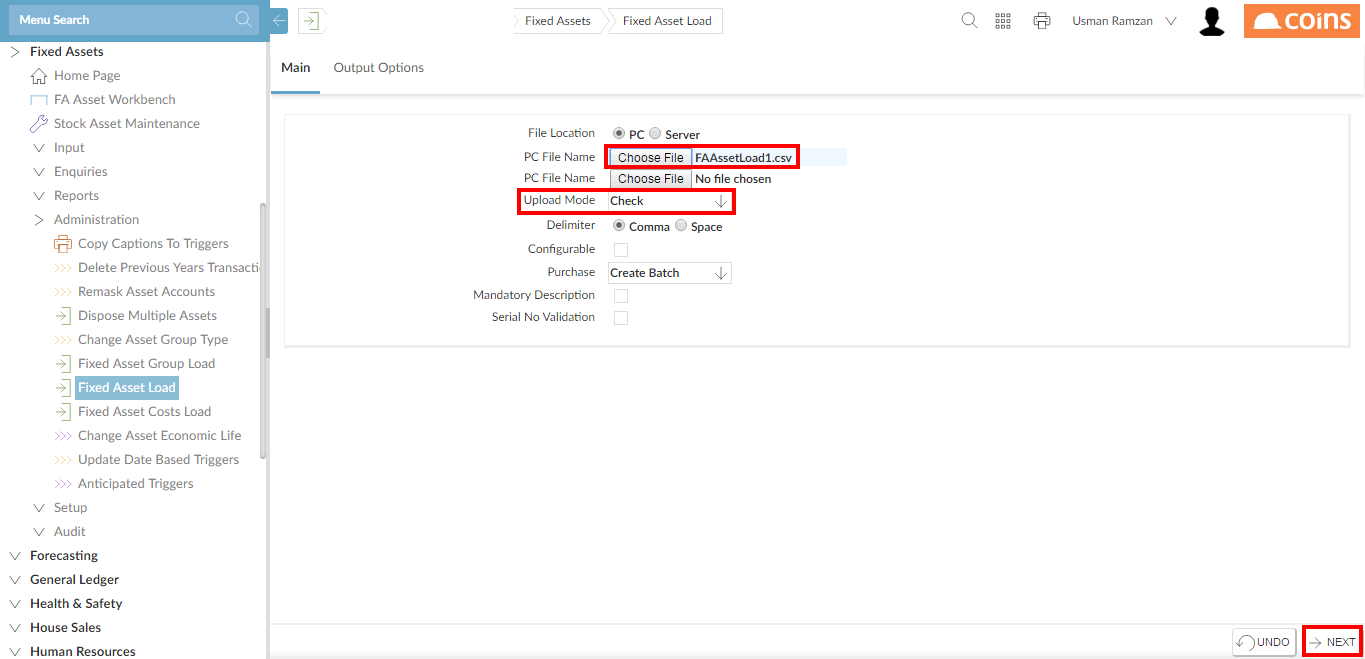 Menu Search
Fixed Assets
Fixed Asset Load
Usman Ramzan
coins
Fixed Assets
Home Page
FA Asset Workbench
Stock Asset Maintenance
Input
Enquiries
Reports
Administration
Copy Captions To Triggers
Delete Previous Years Transacti
Remask Asset Accounts
Dispose Multiple Assets
Change Asset Group Type
Fixed Asset Group Load
Fixed Asset Load
Fixed Asset Costs Load
Change Asset Economic Life
Update Date Based Triggers
Anticipated Triggers
Setup
Audit
Forecasting
General Ledger
Health & Safety
House Sales
Human Resources
Main Output Options
File Location PC Server
PC File Name Choose File FAAssetLoad1.csv
PC File Name Choose File No file chosen
Upload Mode Check
Delimiter Comma Space
Configurable
Purchase Create Batch
Mandatory Description
Serial No Validation
UNDO NEXT